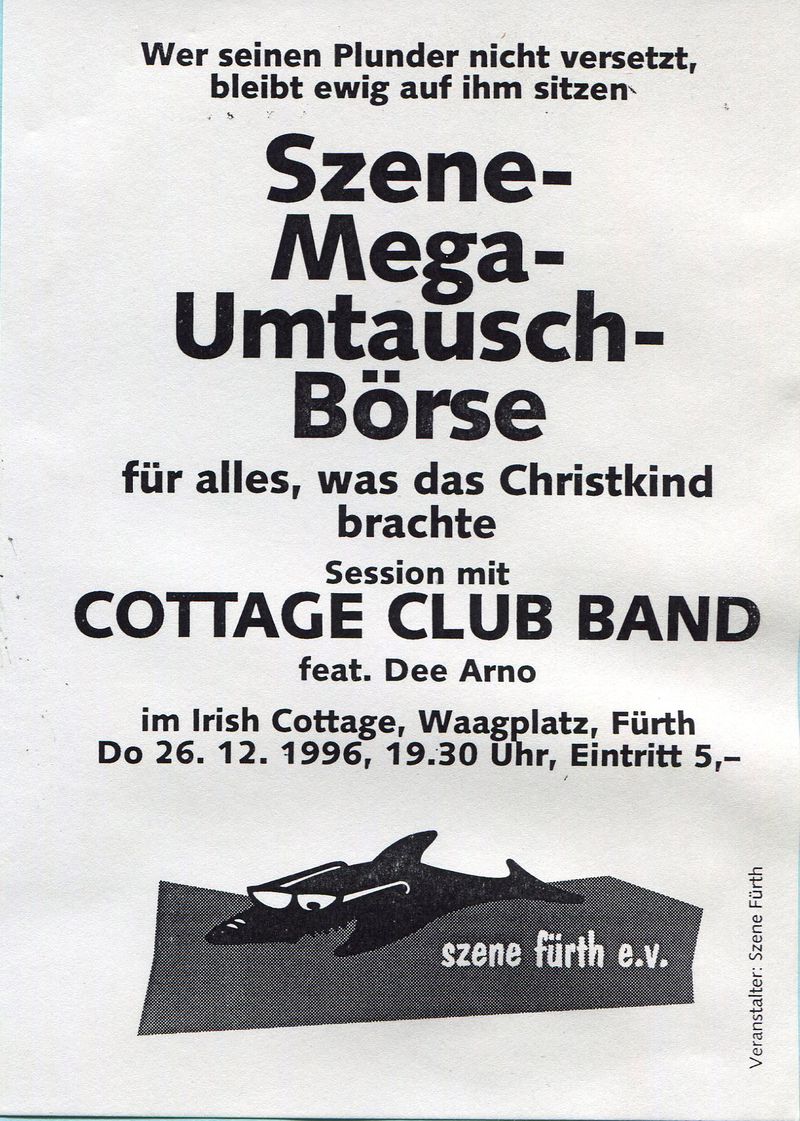 Wer seinen Plunder nicht versetzt,
bleibt ewig auf ihm sitzen
Szene-
Mega-
Umtausch-
Börse
für alles, was das Christkind
brachte
Session mit
COTTAGE CLUB BAND
feat. Dee Arno
im Irish Cottage, Waagplatz, Fürth
Do 26. 12. 1996, 19.30 Uhr, Eintritt 5,–
szene fürth e.v.
Veranstalter: Szene Fürth